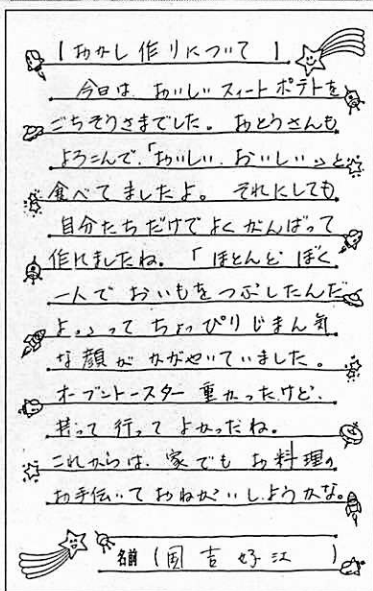 【おかし作りについて】
今日は、おいしいスイートポテトを
ごちそうさまでした。おとうさんも
よろこんで、「おいしい、おいしい。」と
食べてましたよ。それにしても
自分たちだけでよくがんばって
作れましたね。「ほとんどぼく
一人でおいもをつぶしたんだ
よ。」ってちょっぴりじまん気
な顔がかがやいていました。
オーブントースター重かったけど、
持って行ってよかっだね。
これからは、家でもお料理の
お手伝いておねがいしようかな。
名前(国吉好江)